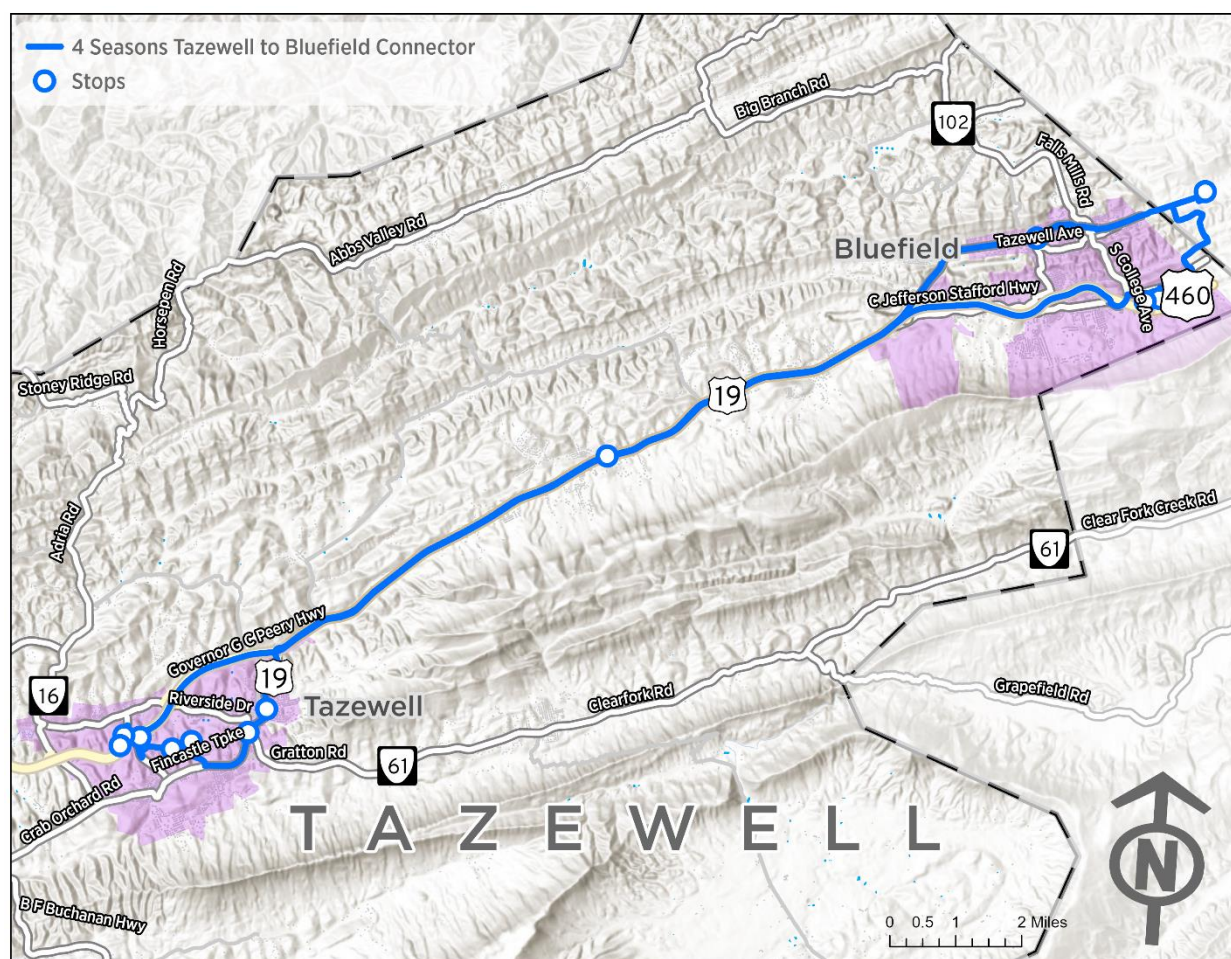 4 Seasons Tazewell to Bluefield Connector
Stops
Big Branch Rd
102
Falls Mills Rd
Abbs Valley Rd
Tazewell Ave
Bluefield
S College Ave
Horsepen Rd
C Jefferson Stafford Hwy
460
Stoney Ridge Rd
19
Adria Rd
Clear Fork Creek Rd
61
Governor G C Peery Hwy
19
16
Riverside Dr
Tazewell
Clearfork Rd
Grapefield Rd
Fincastle Tpke
Gratton Rd
61
Crab Orchard Rd
TAZEWELL
N
B F Buchanan Hwy
0 0.5 1 2 Miles